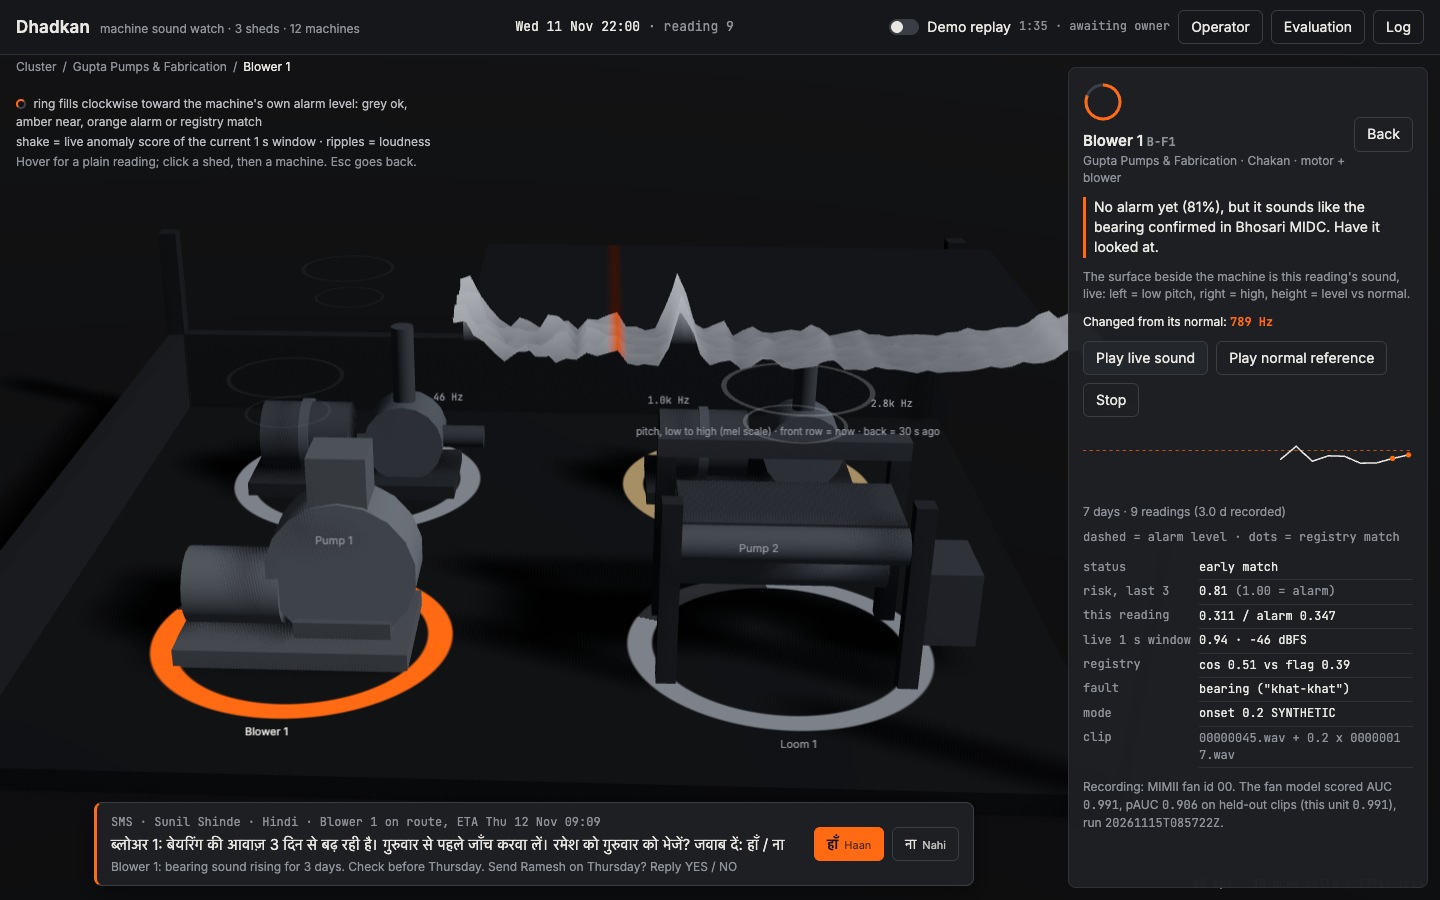 Dhadkan machine sound watch · 3 sheds · 12 machines
Wed 11 Nov 22:00 · reading 9
Demo replay 1:35 · awaiting owner
Operator
Evaluation
Log
Cluster / Gupta Pumps & Fabrication / Blower 1
ring fills clockwise toward the machine's own alarm level: grey ok,
amber near, orange alarm or registry match
shake = live anomaly score of the current 1 s window · ripples = loudness
Hover for a plain reading; click a shed, then a machine. Esc goes back.
46 Hz
1.0k Hz
2.8k Hz
pitch, low to high (mel scale) · front row = now · back = 30 s ago
Pump 1
Pump 2
Blower 1
Loom 1
Blower 1 B-F1
Back
Gupta Pumps & Fabrication · Chakan · motor +
blower
No alarm yet (81%), but it sounds like the
bearing confirmed in Bhosari MIDC. Have it
looked at.
The surface beside the machine is this reading's sound,
live: left = low pitch, right = high, height = level vs normal.
Changed from its normal: 789 Hz
Play live sound
Play normal reference
Stop
7 days · 9 readings (3.0 d recorded)
dashed = alarm level · dots = registry match
status early match
risk, last 3 0.81 (1.00 = alarm)
this reading 0.311 / alarm 0.347
live 1 s window 0.94 · -46 dBFS
registry cos 0.51 vs flag 0.39
fault bearing ("khat-khat")
mode onset 0.2 SYNTHETIC
clip 00000045.wav + 0.2 x 0000001
7.wav
Recording: MIMII fan id 00. The fan model scored AUC
0.991, pAUC 0.906 on held-out clips (this unit 0.991),
run 20261115T085722Z.
SMS · Sunil Shinde · Hindi · Blower 1 on route, ETA Thu 12 Nov 09:09
ब्लोअर 1: बेयरिंग की आवाज़ 3 दिन से बढ़ रही है। गुरुवार से पहले जाँच करवा लें। रमेश को गुरुवार को भेजें? जवाब दें: हाँ / ना
Blower 1: bearing sound rising for 3 days. Check before Thursday. Send Ramesh on Thursday? Reply YES / NO
हाँ Haan
ना Nahi